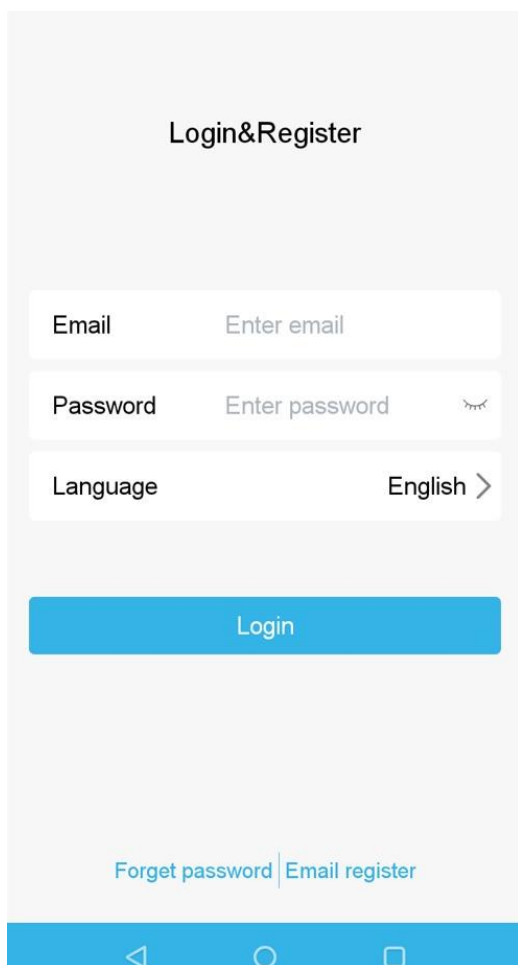 Login&Register
Email Enter email
Password Enter password
Language English
Login
Forget password Email register